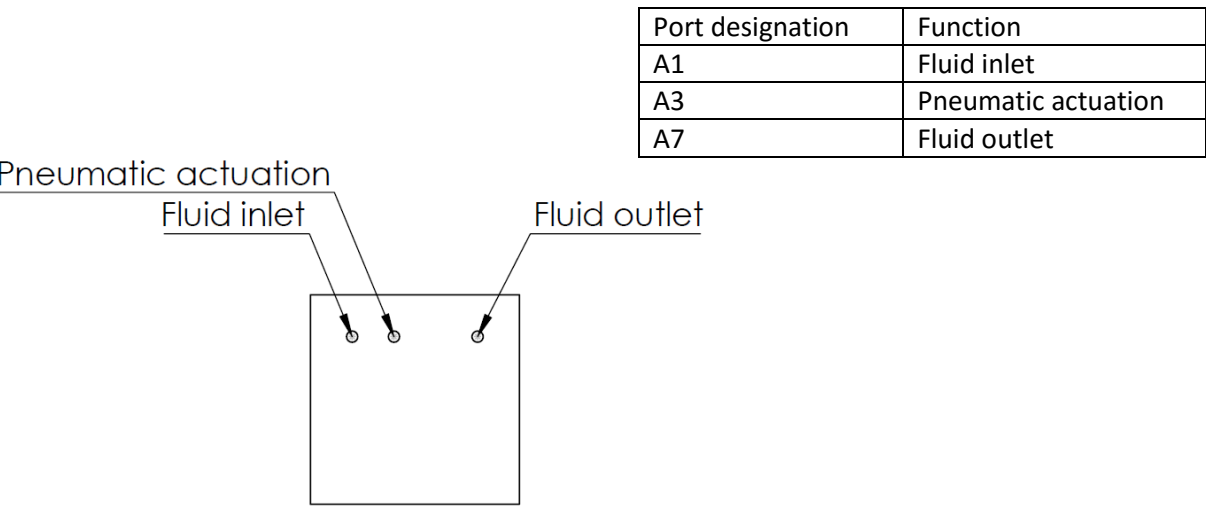 Port designation Function
A1 Fluid inlet
A3 Pneumatic actuation
A7 Fluid outlet
Pneumatic actuation
Fluid inlet Fluid outlet